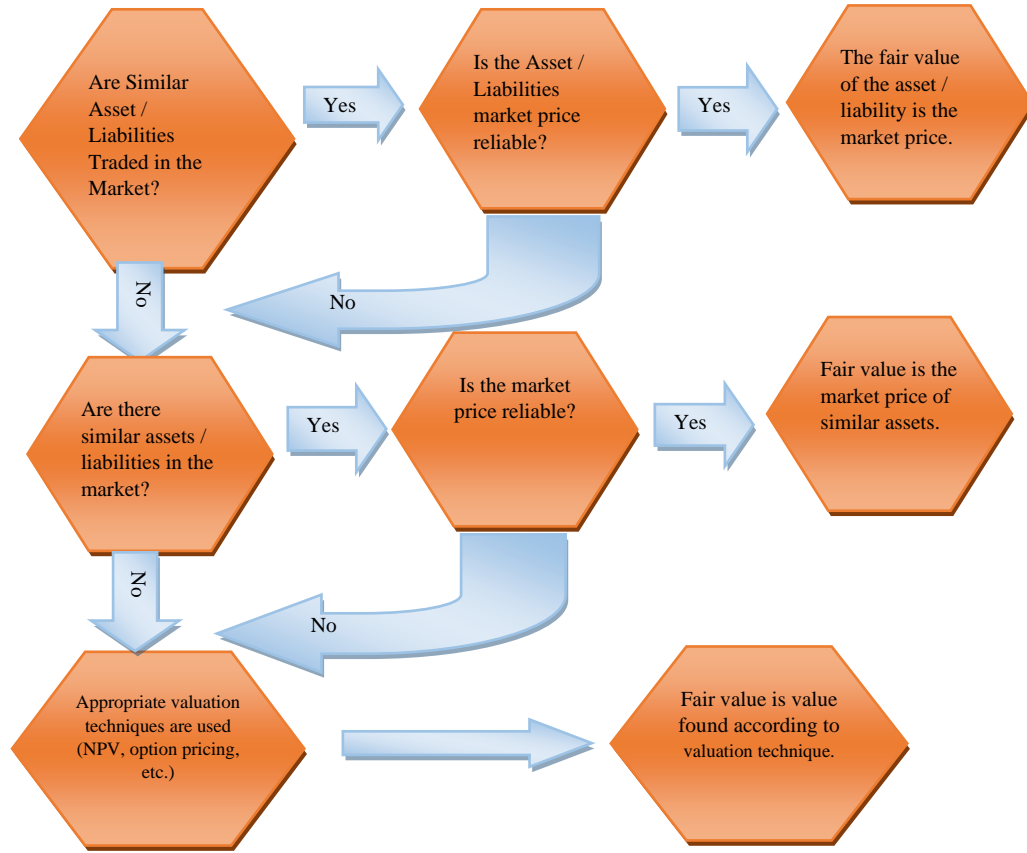 Are Similar
Asset /
Liabilities
Traded in the
Market?
Yes
Is the Asset /
Liabilities
market price
reliable?
Yes
The fair value
of the asset /
liability is the
market price.
No
No
Are there
similar assets /
liabilities in the
market?
Yes
Is the market
price reliable?
Yes
Fair value is the
market price of
similar assets.
No
No
Appropriate valuation
techniques are used
(NPV, option pricing,
etc.)
Fair value is value
found according to
valuation technique.